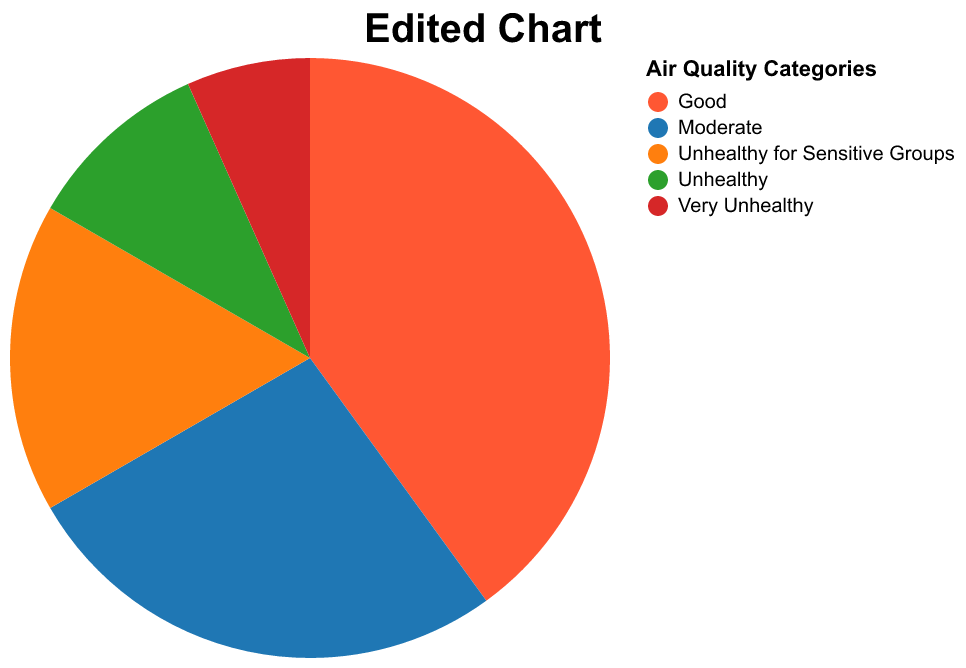 Edited Chart
Air Quality Categories
Good
Moderate
Unhealthy for Sensitive Groups
Unhealthy
Very Unhealthy